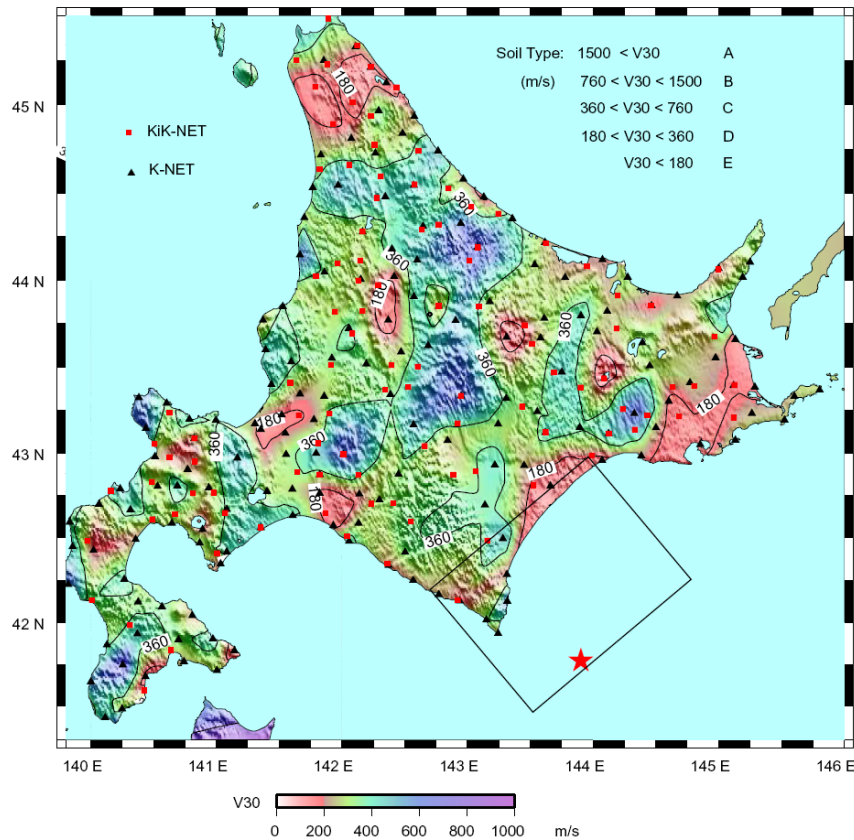 Soil Type: 1500 < V30 A
(m/s) 760 < V30 < 1500 B
360 < V30 < 760 C
180 < V30 < 360 D
V30 < 180 E
KiK-NET
K-NET
45 N
44 N
43 N
42 N
3
180
180
360
360
180
360
360
180
360
180
360
180
180
360
360
140 E 141 E 142 E 143 E 144 E 145 E 146 E
V30
0 200 400 600 800 1000 m/s